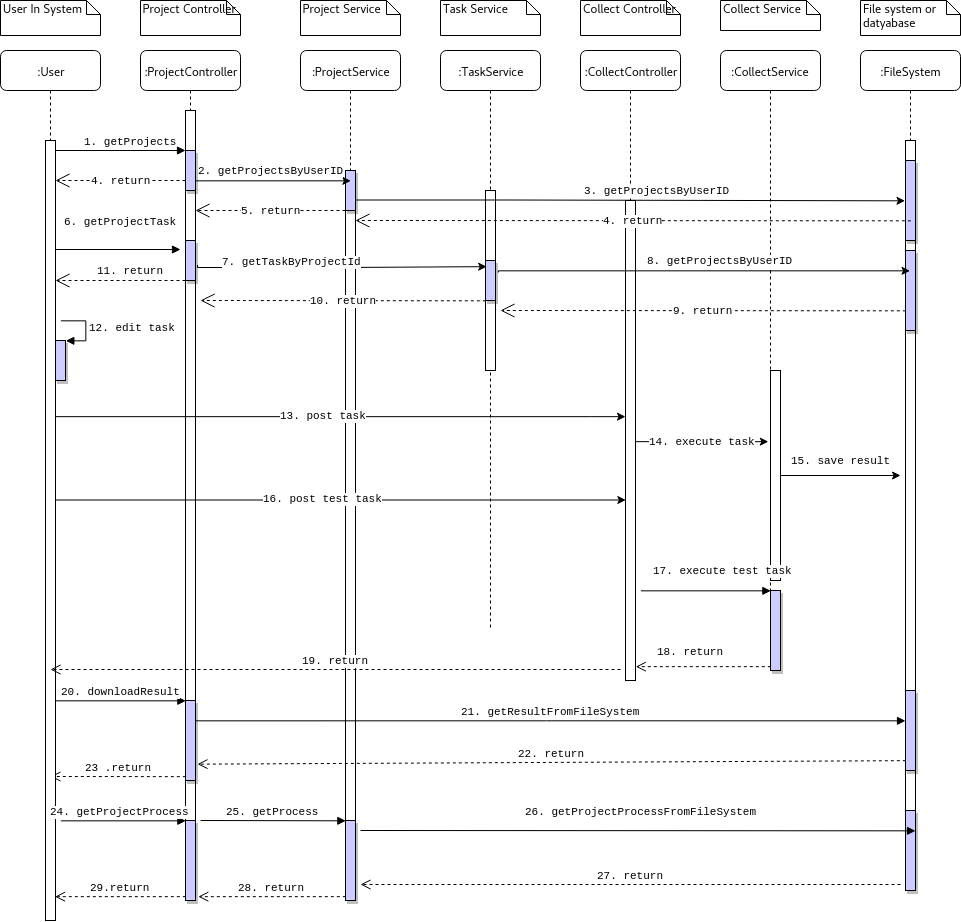 User In System
Project Controller
Project Service
Task Service
Collect Controller
Collect Service
File system or
datyabase
:User
:ProjectController
:ProjectService
:TaskService
:CollectController
:CollectService
:FileSystem
1. getProjects
2. getProjectsByUserID
4. return
3. getProjectsByUserID
5. return
4. return
6. getProjectTask
7. getTaskByProjectId
8. getProjectsByUserID
11. return
10. return
9. return
12. edit task
13. post task
14. execute task
15. save result
16. post test task
17. execute test task
18. return
19. return
20. downloadResult
21. getResultFromFileSystem
22. return
23 .return
24. getProjectProcess
25. getProcess
26. getProjectProcessFromFileSystem
27. return
28. return
29.return